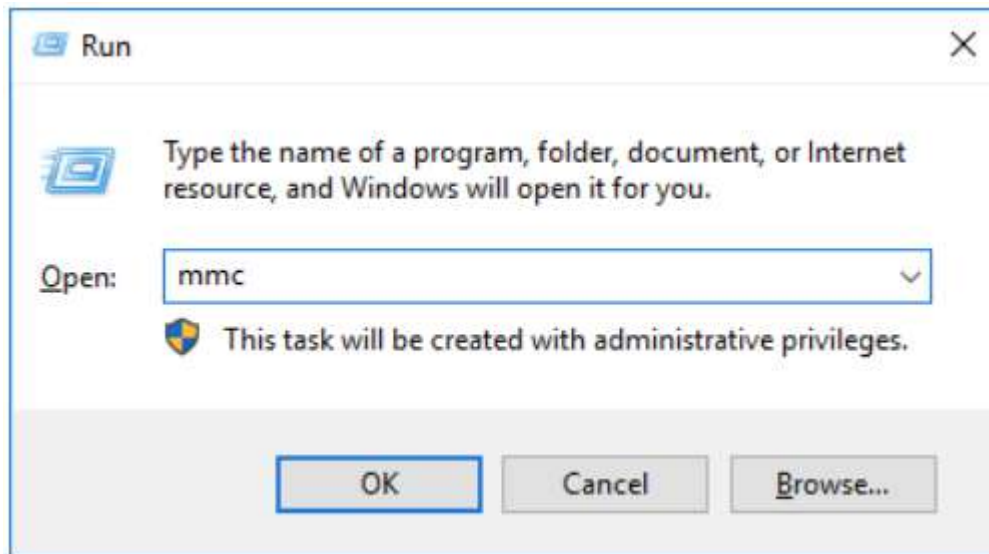 Run
Type the name of a program, folder, document, or Internet
resource, and Windows will open it for you.
Open: mmc
This task will be created with administrative privileges.
OK Cancel Browse...